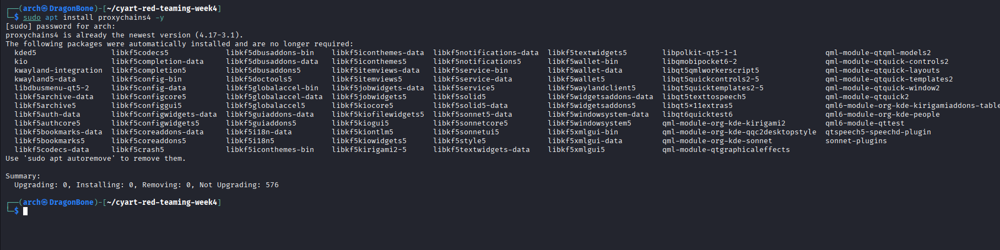 ┌──(arch㉿DragonBone)-[~/cyart-red-teaming-week4]
└─$ sudo apt install proxychains4 -y
[sudo] password for arch:
proxychains4 is already the newest version (4.17-3.1).
The following packages were automatically installed and are no longer required:
kded5 libkf5codecs5 libkf5dbusaddons-bin libkf5iconthemes-data libkf5notifications-data libkf5textwidgets5 libpolkit-qt5-1-1 qml-module-qtqml-models2
kio libkf5completion-data libkf5dbusaddons-data libkf5iconthemes5 libkf5notifications5 libkf5wallet-bin libqmobipocket6-2 qml-module-qtquick-controls2
kwayland-integration libkf5completion5 libkf5dbusaddons5 libkf5itemviews-data libkf5service-bin libkf5wallet-data libqt5qmlworkerscript5 qml-module-qtquick-layouts
kwayland5-data libkf5config-bin libkf5doctools5 libkf5itemviews5 libkf5service-data libkf5wallet5 libqt5quickcontrols2-5 qml-module-qtquick-templates2
libdbusmenu-qt5-2 libkf5config-data libkf5globalaccel-bin libkf5jobwidgets-data libkf5service5 libkf5waylandclient5 libqt5quicktemplates2-5 qml-module-qtquick-window2
libkf5archive-data libkf5configcore5 libkf5globalaccel-data libkf5jobwidgets5 libkf5solid5 libkf5widgetsaddons-data libqt5texttospeech5 qml-module-qtquick2
libkf5archive5 libkf5configgui5 libkf5globalaccel5 libkf5kiocore5 libkf5solid5-data libkf5widgetsaddons5 libqt5×11extras5 qml6-module-org-kde-kirigamiaddons-table
libkf5auth-data libkf5configwidgets-data libkf5guiaddons-data libkf5kiofilewidgets5 libkf5sonnet5-data libkf5windowsystem-data libqt6quicktest6 qml6-module-org-kde-people
libkf5authcore5 libkf5configwidgets5 libkf5guiaddons5 libkf5kiogui5 libkf5sonnetcore5 libkf5windowsystem5 qml-module-org-kde-kirigami2 qml6-module-qttest
libkf5bookmarks-data libkf5coreaddons-data libkf5i18n-data libkf5kiontlm5 libkf5sonnetui5 libkf5xmlgui-bin qml-module-org-kde-qqc2desktopstyle qtspeech5-speechd-plugin
libkf5bookmarks5 libkf5coreaddons5 libkf5i18n5 libkf5kiowidgets5 libkf5style5 libkf5xmlgui-data qml-module-org-kde-sonnet sonnet-plugins
libkf5codecs-data libkf5crash5 libkf5iconthemes-bin libkf5kirigami2-5 libkf5textwidgets-data libkf5xmlgui5 qml-module-qtgraphicaleffects
Use 'sudo apt autoremove' to remove them.
Summary:
Upgrading: 0, Installing: 0, Removing: 0, Not Upgrading: 576
┌──(arch㉿DragonBone)-[~/cyart-red-teaming-week4]
└─$